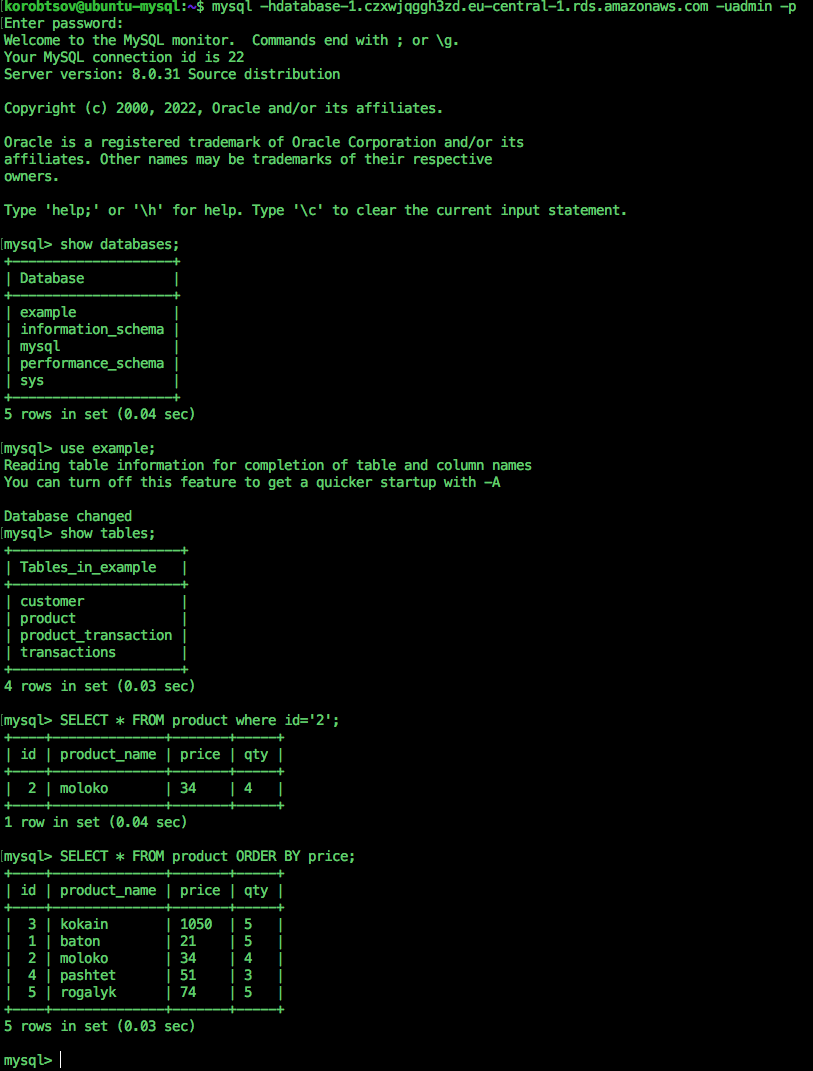 korobtsov@ubuntu-mysql:~$ mysql -hdatabase-1.czxwjqggh3zd.eu-central-1.rds.amazonaws.com -uadmin -p
Enter password:
Welcome to the MySQL monitor.  Commands end with ; or \g.
Your MySQL connection id is 22
Server version: 8.0.31 Source distribution

Copyright (c) 2000, 2022, Oracle and/or its affiliates.

Oracle is a registered trademark of Oracle Corporation and/or its
affiliates. Other names may be trademarks of their respective
owners.

Type 'help;' or '\h' for help. Type '\c' to clear the current input statement.

mysql> show databases;
+--------------------+
| Database           |
+--------------------+
| example            |
| information_schema |
| mysql              |
| performance_schema |
| sys                |
+--------------------+
5 rows in set (0.04 sec)

mysql> use example;
Reading table information for completion of table and column names
You can turn off this feature to get a quicker startup with -A

Database changed
mysql> show tables;
+---------------------+
| Tables_in_example   |
+---------------------+
| customer            |
| product             |
| product_transaction |
| transactions        |
+---------------------+
4 rows in set (0.03 sec)

mysql> SELECT * FROM product where id='2';
+----+--------------+-------+-----+
| id | product_name | price | qty |
+----+--------------+-------+-----+
|  2 | moloko       | 34    | 4   |
+----+--------------+-------+-----+
1 row in set (0.04 sec)

mysql> SELECT * FROM product ORDER BY price;
+----+--------------+-------+-----+
| id | product_name | price | qty |
+----+--------------+-------+-----+
|  3 | kokain       | 1050  | 5   |
|  1 | baton        | 21    | 5   |
|  2 | moloko       | 34    | 4   |
|  4 | pashtet      | 51    | 3   |
|  5 | rogalyk      | 74    | 5   |
+----+--------------+-------+-----+
5 rows in set (0.03 sec)

mysql>